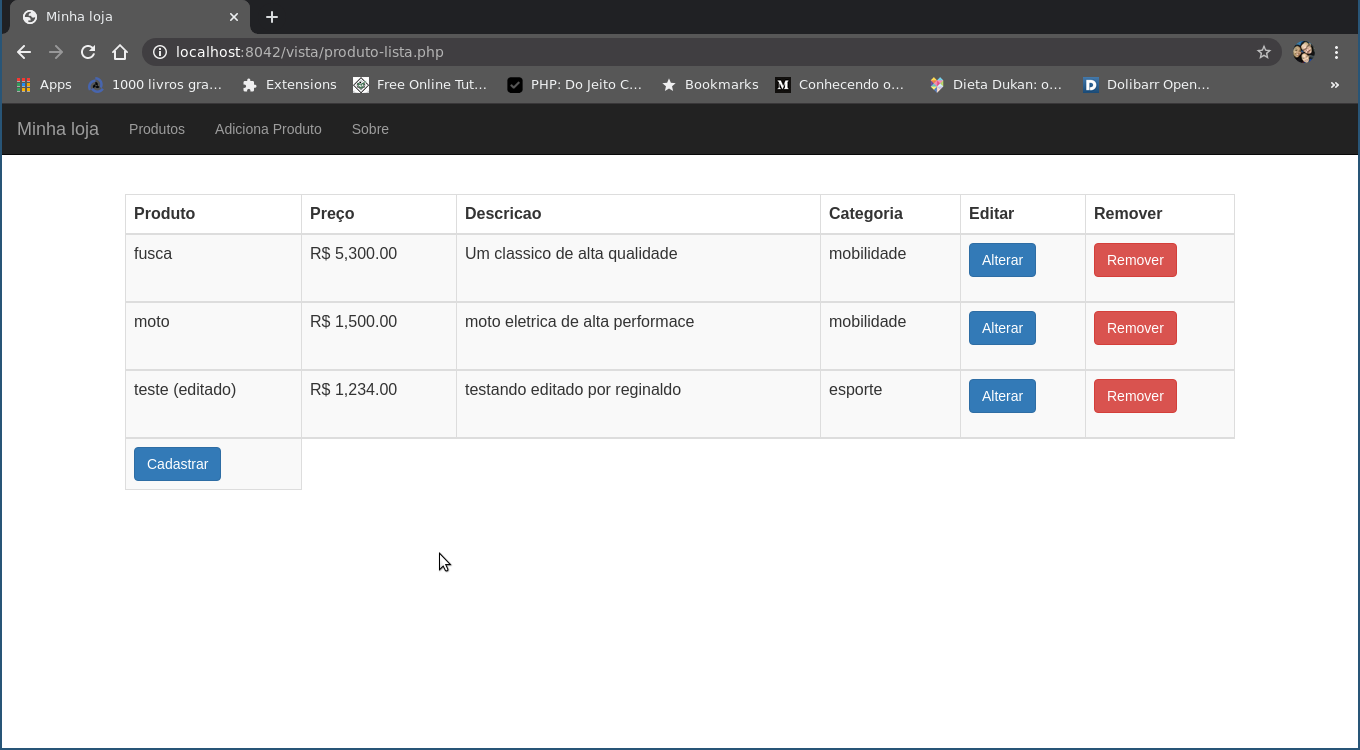 Minha loja
localhost:8042/vista/produto-lista.php
Apps 1000 livros gra... Extensions Free Online Tut... PHP: Do Jeito C... Bookmarks M Conhecendo o... Dieta Dukan: o... D Dolibarr Open... »
Minha loja Produtos Adiciona Produto Sobre
Produto Preço Descricao Categoria Editar Remover
fusca R$ 5,300.00 Um classico de alta qualidade mobilidade Alterar Remover
moto R$ 1,500.00 moto eletrica de alta performace mobilidade Alterar Remover
teste (editado) R$ 1,234.00 testando editado por reginaldo esporte Alterar Remover
Cadastrar